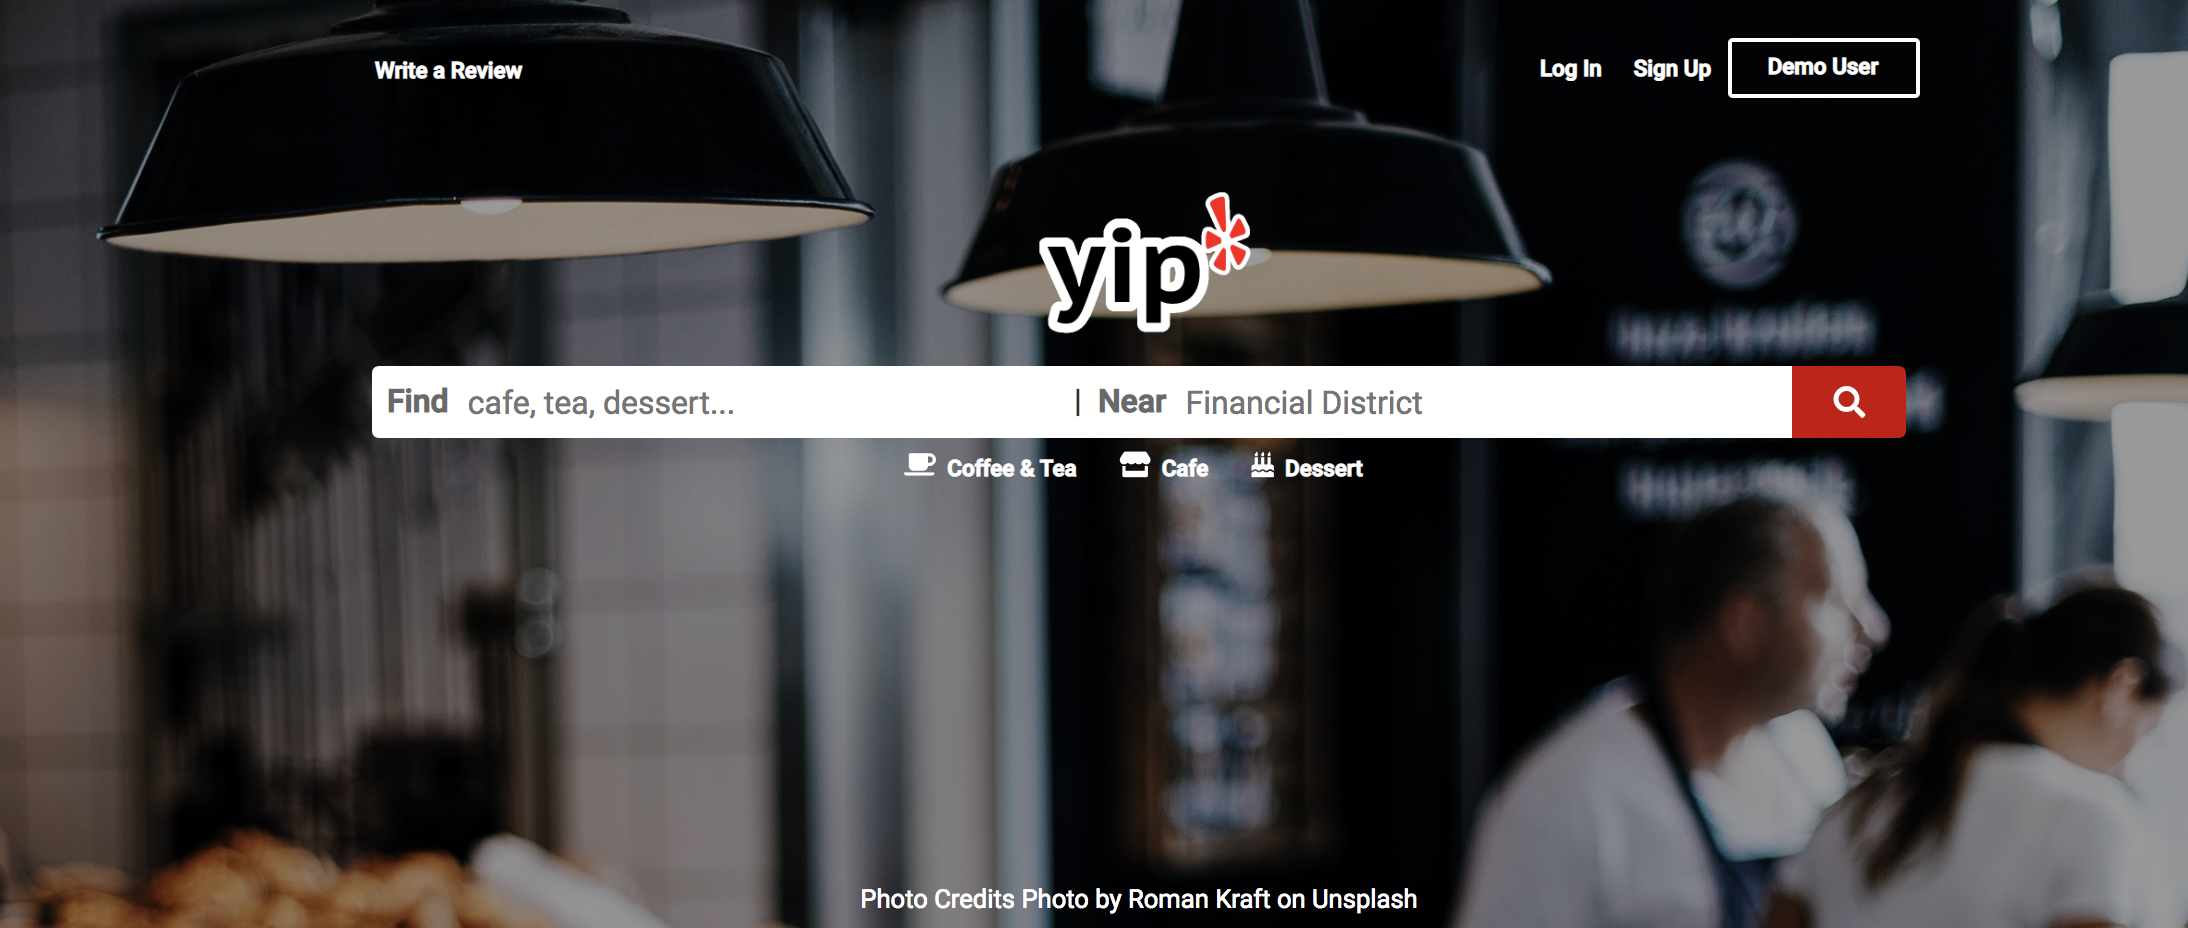 Write a Review
Log In
Sign Up
Demo User
yip
Find cafe, tea, dessert... | Near Financial District
Coffee & Tea
Cafe
Dessert
Photo Credits Photo by Roman Kraft on Unsplash